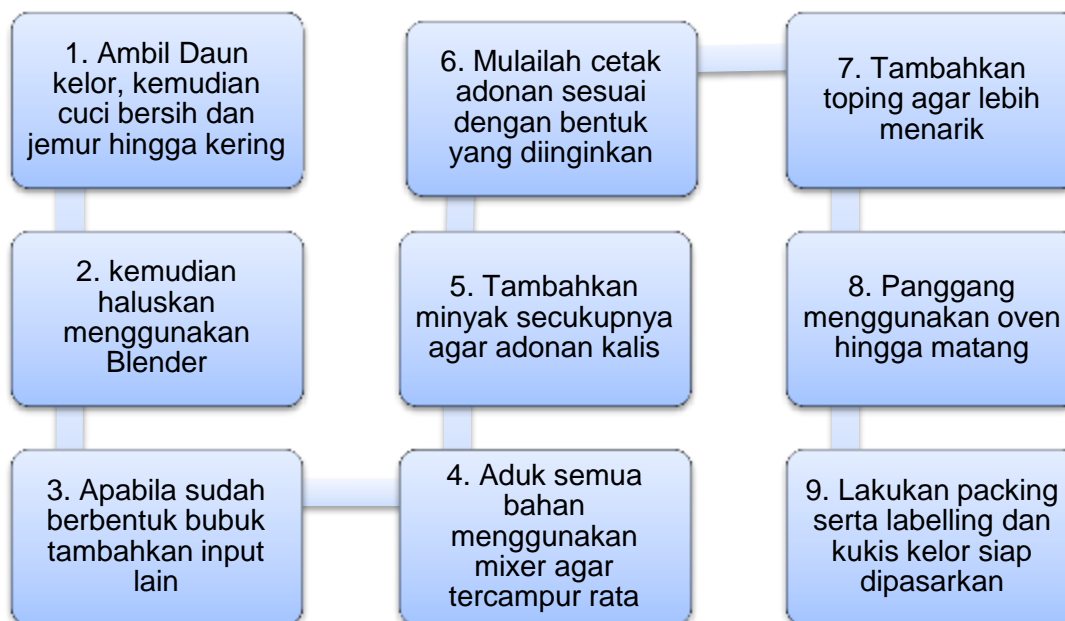 1. Ambil Daun
kelor, kemudian
cuci bersih dan
jemur hingga kering
2. kemudian
haluskan
menggunakan
Blender
3. Apabila sudah
berbentuk bubuk
tambahkan input
lain
4. Aduk semua
bahan
menggunakan
mixer agar
tercampur rata
5. Tambahkan
minyak secukupnya
agar adonan kalis
6. Mulailah cetak
adonan sesuai
dengan bentuk
yang diinginkan
7. Tambahkan
toping agar lebih
menarik
8. Panggang
menggunakan oven
hingga matang
9. Lakukan packing
serta labelling dan
kukis kelor siap
dipasarkan